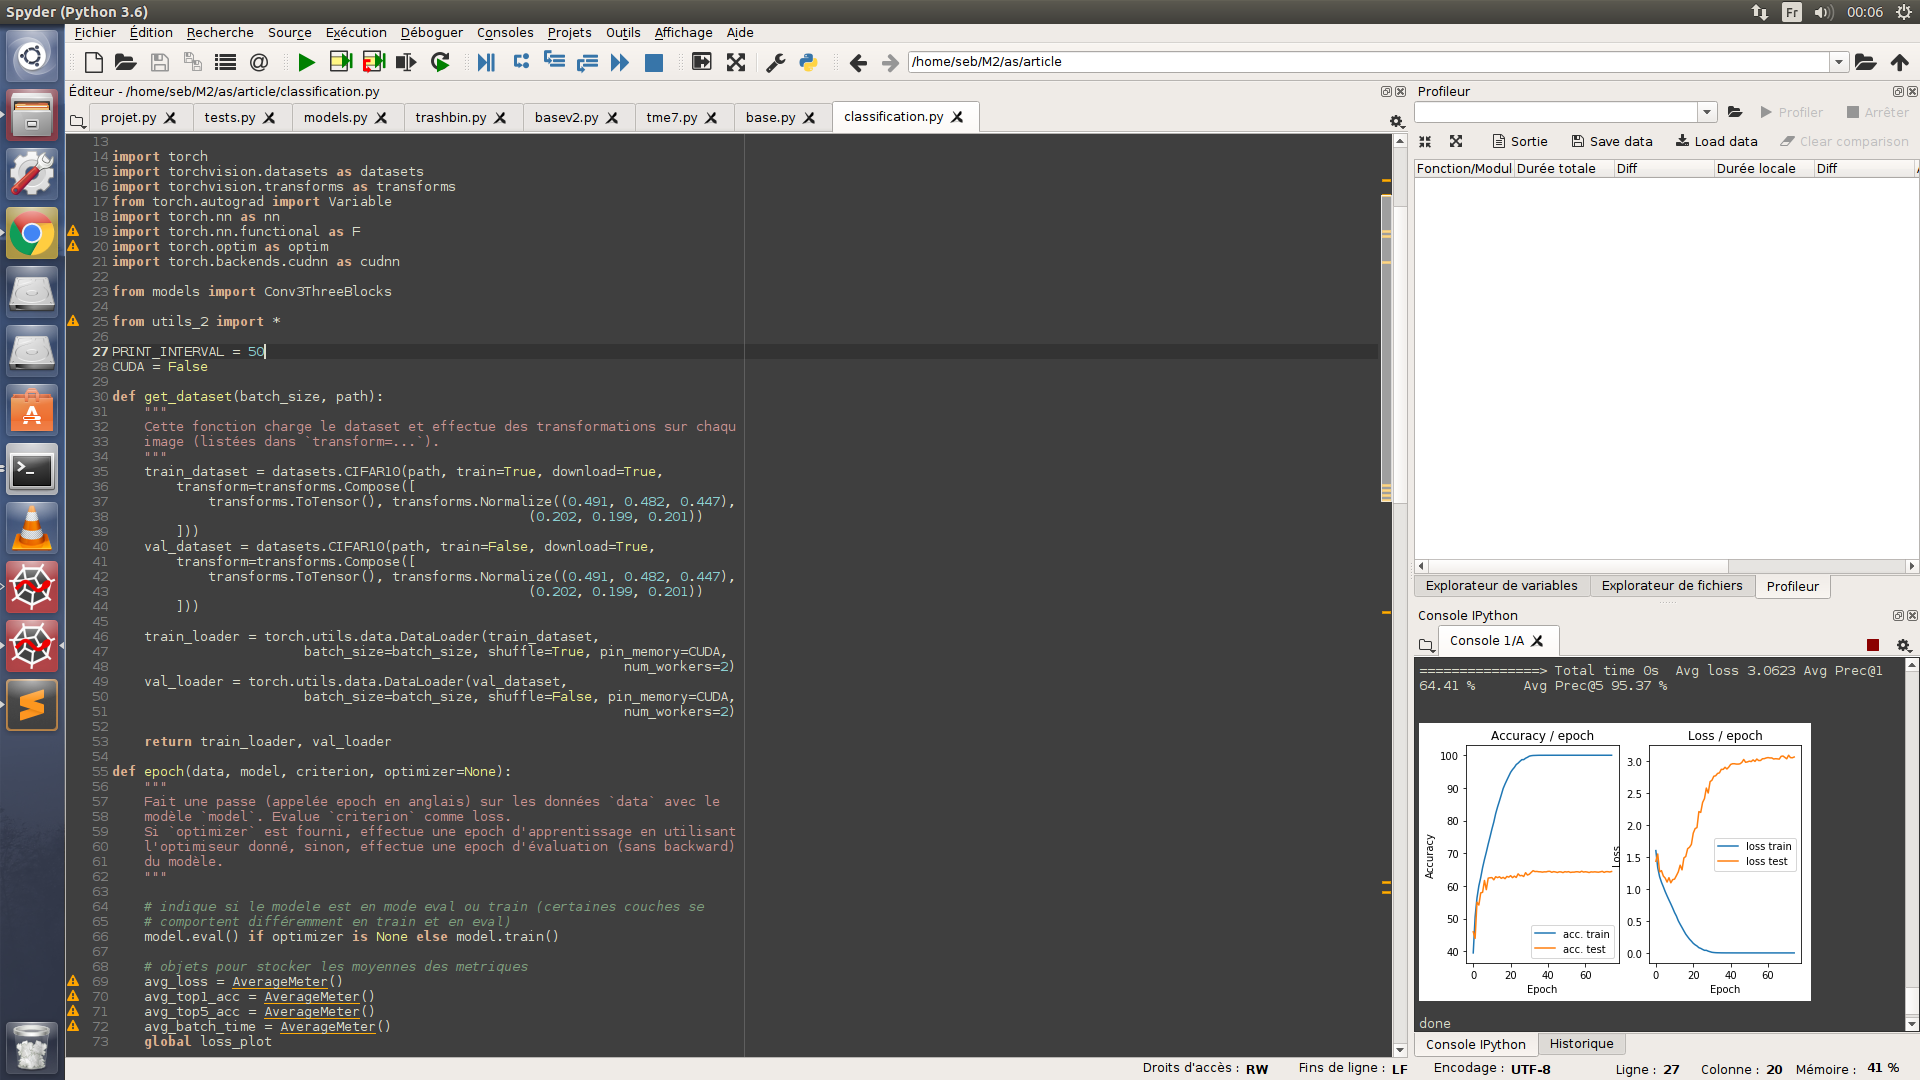 Spyder (Python 3.6)
Fr
00:06
Fichier Édition Recherche Source Exécution Déboguer Consoles Projets Outils Affichage Aide
/home/seb/M2/as/article
Éditeur - /home/seb/M2/as/article/classification.py
projet.py tests.py models.py trashbin.py basev2.py tme7.py base.py classification.py
13
14 import torch
15 import torchvision.datasets as datasets
16 import torchvision.transforms as transforms
17 from torch.autograd import Variable
18 import torch.nn as nn
19 import torch.nn.functional as F
20 import torch.optim as optim
21 import torch.backends.cudnn as cudnn
22
23 from models import Conv3ThreeBlocks
24
25 from utils_2 import *
26
27 PRINT_INTERVAL = 50
28 CUDA = False
29
30 def get_dataset(batch_size, path):
31     """
32     Cette fonction charge le dataset et effectue des transformations sur chaqu
33     image (listées dans `transform=...`).
34     """
35     train_dataset = datasets.CIFAR10(path, train=True, download=True,
36         transform=transforms.Compose([
37             transforms.ToTensor(), transforms.Normalize((0.491, 0.482, 0.447),
38                                                     (0.202, 0.199, 0.201))
39         ]))
40     val_dataset = datasets.CIFAR10(path, train=False, download=True,
41         transform=transforms.Compose([
42             transforms.ToTensor(), transforms.Normalize((0.491, 0.482, 0.447),
43                                                     (0.202, 0.199, 0.201))
44         ]))
45
46     train_loader = torch.utils.data.DataLoader(train_dataset,
47                         batch_size=batch_size, shuffle=True, pin_memory=CUDA,
48                                                                 num_workers=2)
49     val_loader = torch.utils.data.DataLoader(val_dataset,
50                         batch_size=batch_size, shuffle=False, pin_memory=CUDA,
51                                                                 num_workers=2)
52
53     return train_loader, val_loader
54
55 def epoch(data, model, criterion, optimizer=None):
56     """
57     Fait une passe (appelée epoch en anglais) sur les données `data` avec le
58     modèle `model`. Evalue `criterion` comme loss.
59     Si `optimizer` est fourni, effectue une epoch d'apprentissage en utilisant
60     l'optimiseur donné, sinon, effectue une epoch d'évaluation (sans backward)
61     du modèle.
62     """
63
64     # indique si le modele est en mode eval ou train (certaines couches se
65     # comportent différemment en train et en eval)
66     model.eval() if optimizer is None else model.train()
67
68     # objets pour stocker les moyennes des metriques
69     avg_loss = AverageMeter()
70     avg_top1_acc = AverageMeter()
71     avg_top5_acc = AverageMeter()
72     avg_batch_time = AverageMeter()
73     global loss_plot
Profileur
Profiler Arrêter
Sortie Save data Load data Clear comparison
Fonction/Modul Durée totale Diff Durée locale Diff
Explorateur de variables Explorateur de fichiers Profileur
Console IPython
Console 1/A
===============> Total time 0s  Avg loss 3.0623 Avg Prec@1
64.41 %      Avg Prec@5 95.37 %
Accuracy / epoch
Accuracy
100
90
80
70
60
50
40
0 20 40 60
Epoch
acc. train
acc. test
Loss / epoch
Loss
3.0
2.5
2.0
1.5
1.0
0.5
0.0
0 20 40 60
Epoch
loss train
loss test
done
Console IPython Historique
Droits d'accès : RW Fins de ligne : LF Encodage : UTF-8 Ligne : 27 Colonne : 20 Mémoire : 41 %